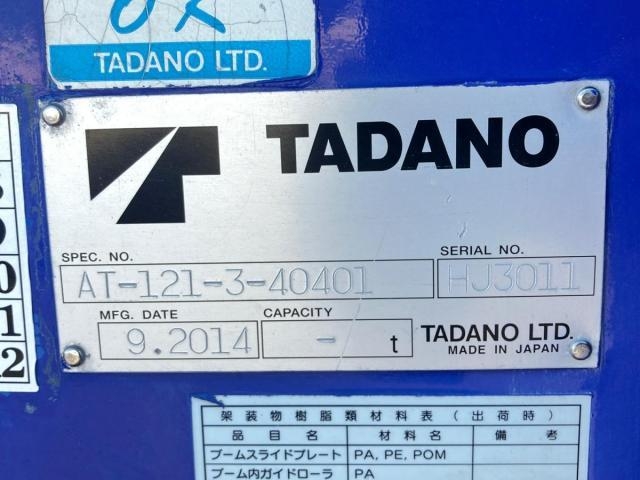 OK
TADANO LTD.
TADANO
SPEC. NO.
SERIAL NO.
AT-121-3-40401
HJ3011
MFG. DATE
CAPACITY
9.2014
- t
TADANO LTD.
MADE IN JAPAN
0
1
2
架装物樹脂類材料表(出荷時)
品目名 材料名 備考
ブームスライドプレート PA, PE, POM
ブーム内ガイドローラ PA